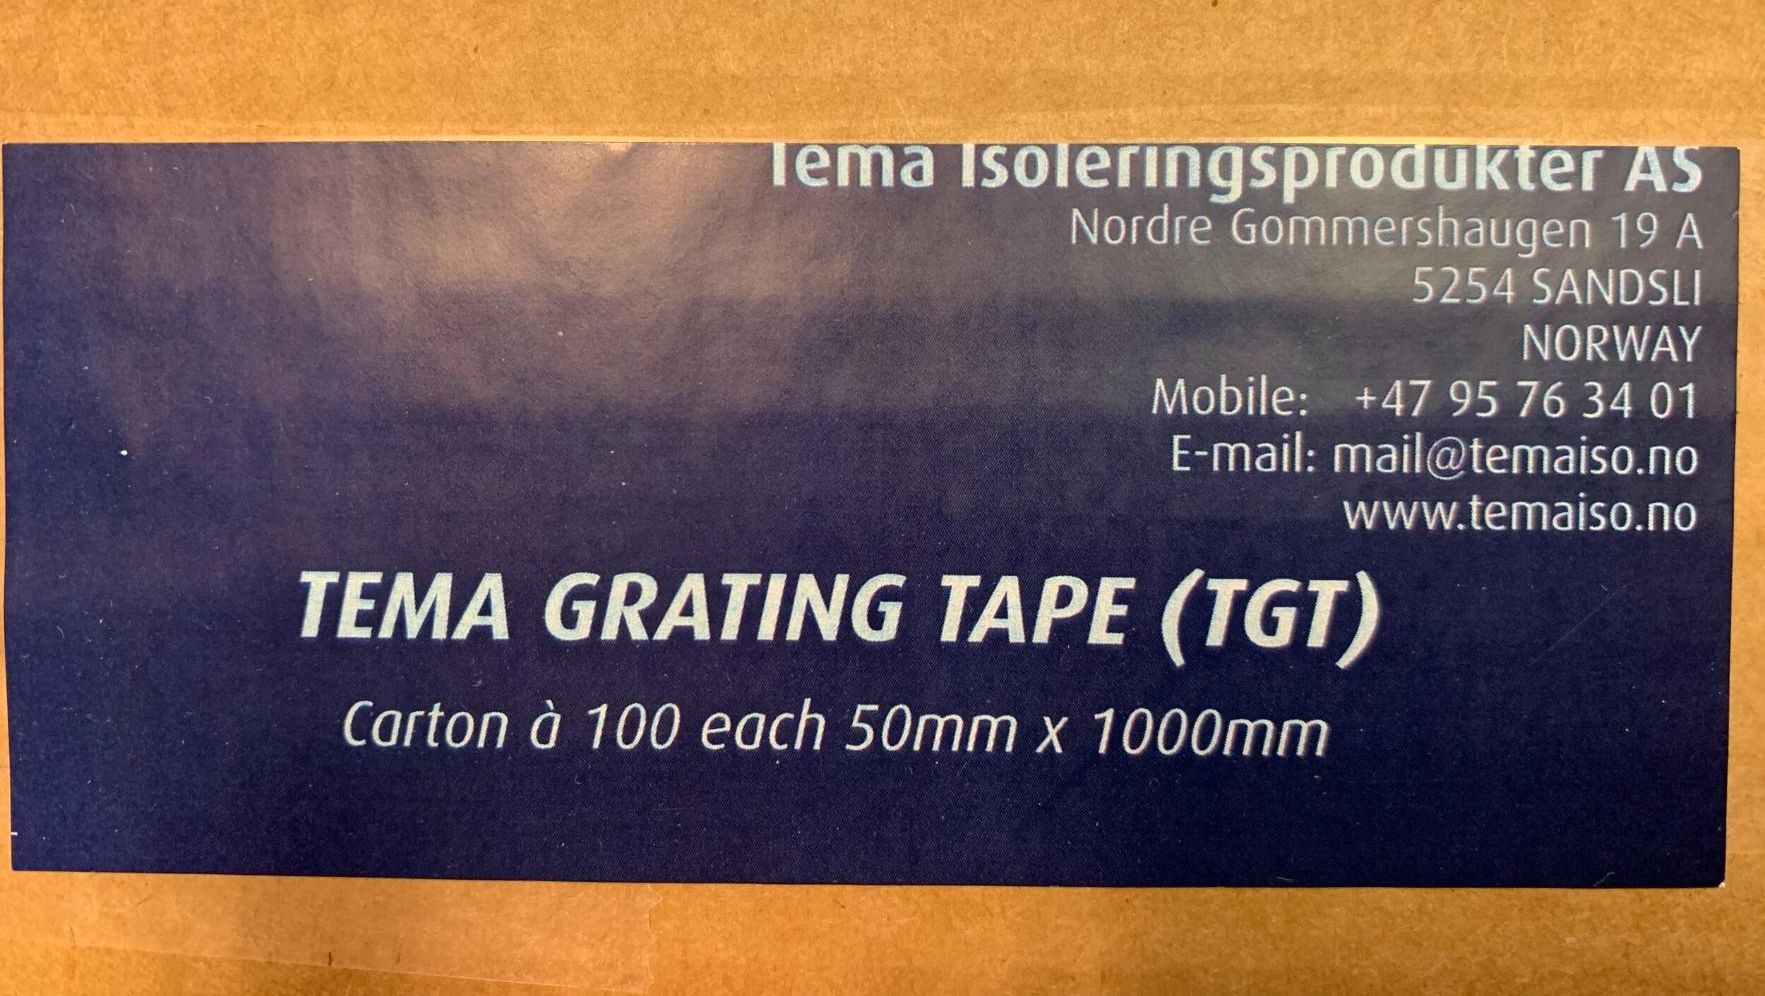 Tema Isoleringsprodukter AS
Nordre Gommershaugen 19 A
5254 SANDSLI
NORWAY
Mobile: +47 95 76 34 01
E-mail: mail@temaiso.no
www.temaiso.no
TEMA GRATING TAPE (TGT)
Carton à 100 each 50mm x 1000mm